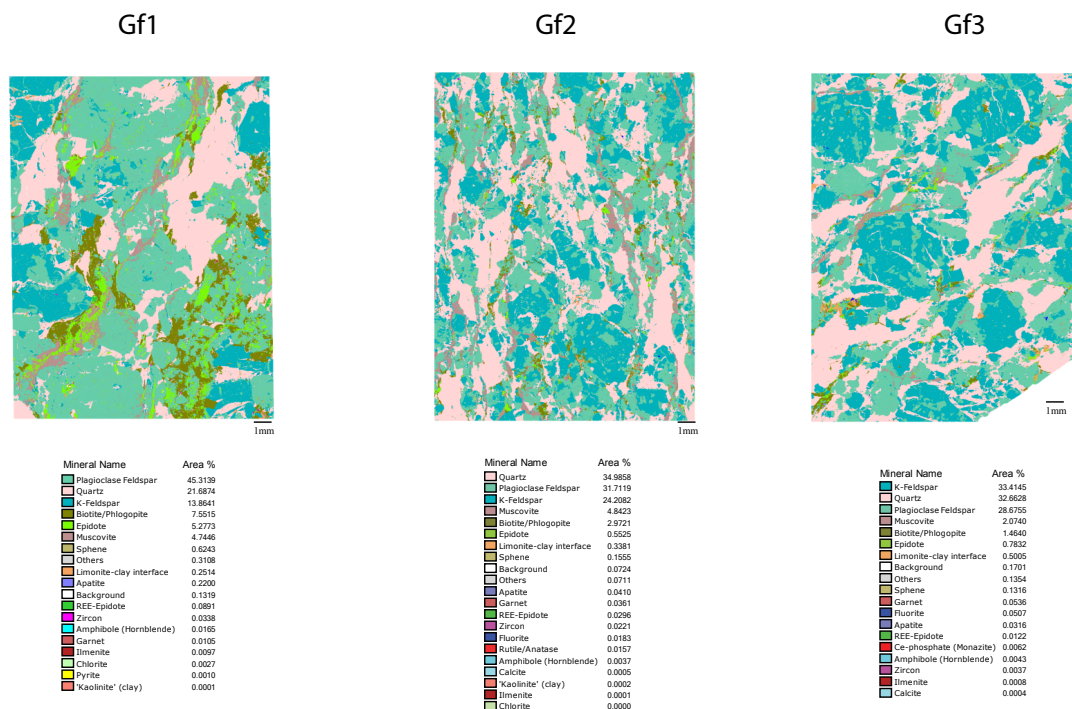 Gf1
Gf2
Gf3
1mm
1mm
1mm
Mineral Name Area %
Plagioclase Feldspar 45.3139
Quartz 21.6874
K-Feldspar 13.8641
Biotite/Phlogopite 7.5515
Epidote 5.2773
Muscovite 4.7446
Sphene 0.6243
Others 0.3108
Limonite-clay interface 0.2514
Apatite 0.2200
Background 0.1319
REE-Epidote 0.0891
Zircon 0.0338
Amphibole (Hornblende) 0.0165
Garnet 0.0105
Ilmenite 0.0097
Chlorite 0.0027
Pyrite 0.0010
'Kaolinite' (clay) 0.0001
Mineral Name Area %
Quartz 34.9858
Plagioclase Feldspar 31.7119
K-Feldspar 24.2082
Muscovite 4.8423
Biotite/Phlogopite 2.9721
Epidote 0.5525
Limonite-clay interface 0.3381
Sphene 0.1555
Background 0.0724
Others 0.0711
Apatite 0.0410
Garnet 0.0361
REE-Epidote 0.0296
Zircon 0.0221
Fluorite 0.0183
Rutile/Anatase 0.0157
Amphibole (Hornblende) 0.0037
Calcite 0.0005
'Kaolinite' (clay) 0.0002
Ilmenite 0.0001
Chlorite 0.0000
Mineral Name Area %
K-Feldspar 33.4145
Quartz 32.6628
Plagioclase Feldspar 28.6755
Muscovite 2.0740
Biotite/Phlogopite 1.4640
Epidote 0.7832
Limonite-clay interface 0.5005
Background 0.1701
Others 0.1354
Sphene 0.1316
Garnet 0.0536
Fluorite 0.0507
Apatite 0.0316
REE-Epidote 0.0122
Ce-phosphate (Monazite) 0.0062
Amphibole (Hornblende) 0.0043
Zircon 0.0037
Ilmenite 0.0008
Calcite 0.0004